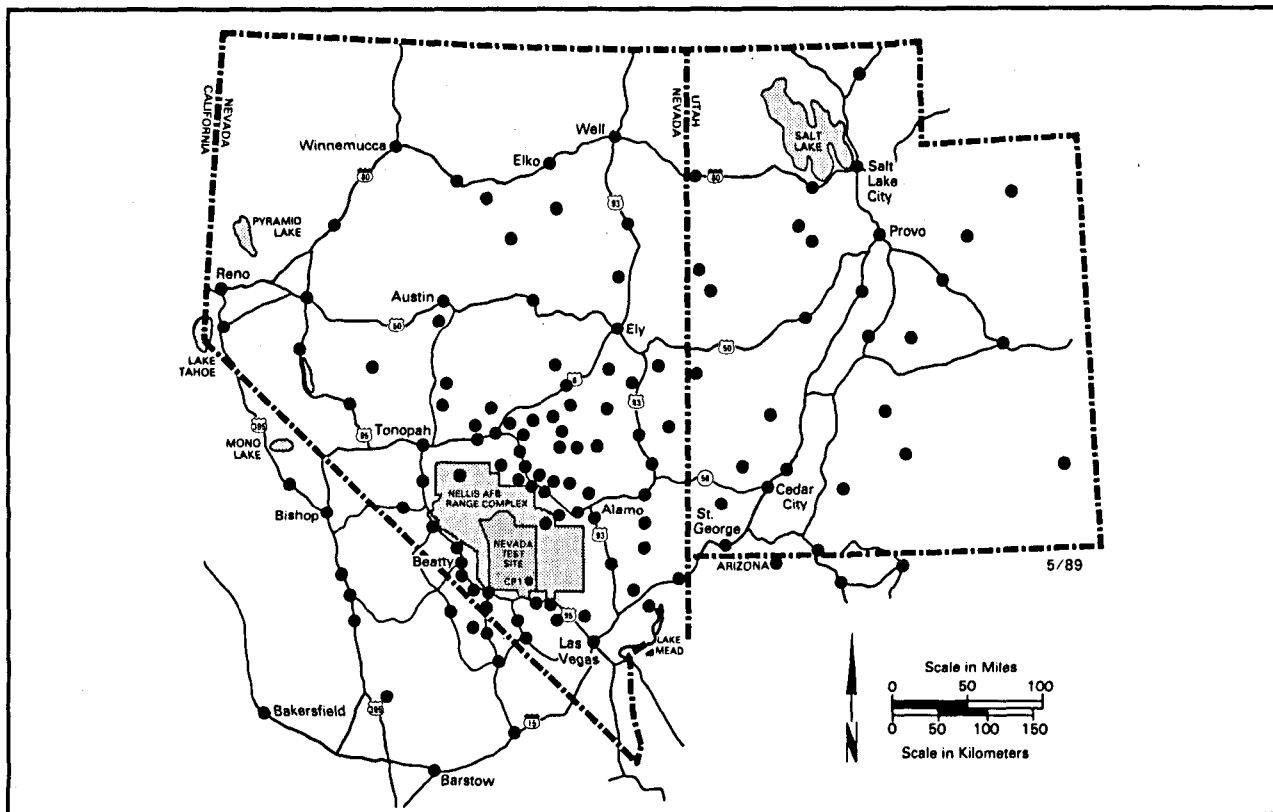 NEVADA
CALIFORNIA
UTAH
NEVADA
Winnemucca
Well
Elko
SALT
LAKE
Salt
Lake
City
80
80
93
PYRAMID
LAKE
Provo
Reno
Austin
50
Ely
50
LAKE
TAHOE
6
93
395
95
Tonopah
MONO
LAKE
NELLIS AFB
RANGE COMPLEX
Alamo
56
Cedar
City
Bishop
St.
George
93
NEVADA
TEST
SITE
Beatty
CP1
ARIZONA
5/89
95
Las
Vegas
LAKE
MEAD
Scale in Miles
0 50 100
0 50 100 150
Scale in Kilometers
N
Bakersfield
395
15
Barstow